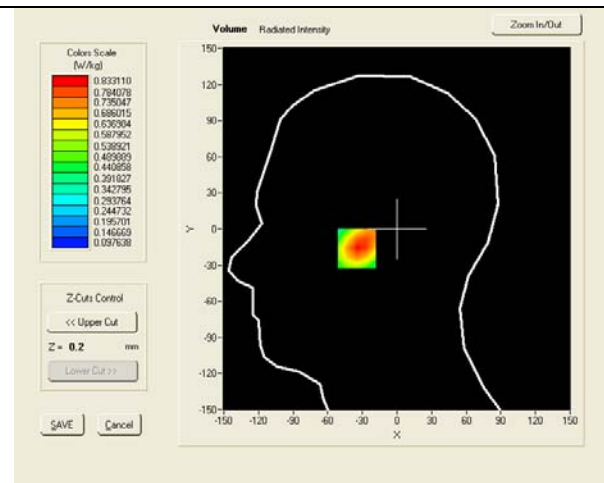 Volume Radiated Intensity
Zoom In/Out
Colors Scale
(W/kg)
0.833110
0.784078
0.735047
0.686015
0.636984
0.587952
0.538921
0.489889
0.440858
0.391827
0.342795
0.293764
0.244732
0.195701
0.146669
0.097638
Z-Cuts Control
<< Upper Cut
Z = 0.2 mm
Lower Cut >>
SAVE Cancel
150
120
90
60
30
Y 0
-30
-60
-90
-120
-150
-150 -120 -90 -60 -30 0 30 60 90 120 150
X